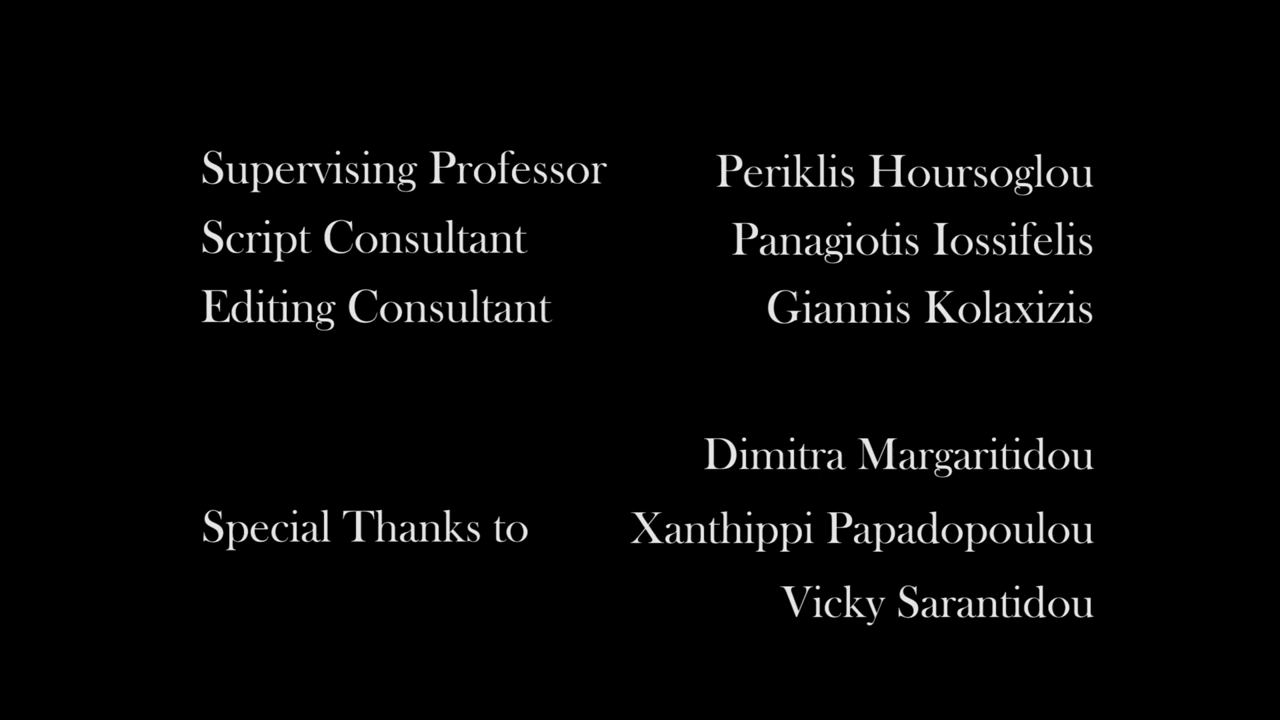 Supervising Professor Periklis Hoursoglou
Script Consultant Panagiotis Iossifelis
Editing Consultant Giannis Kolaxizis
Dimitra Margaritidou
Special Thanks to Xanthippi Papadopoulou
Vicky Sarantidou